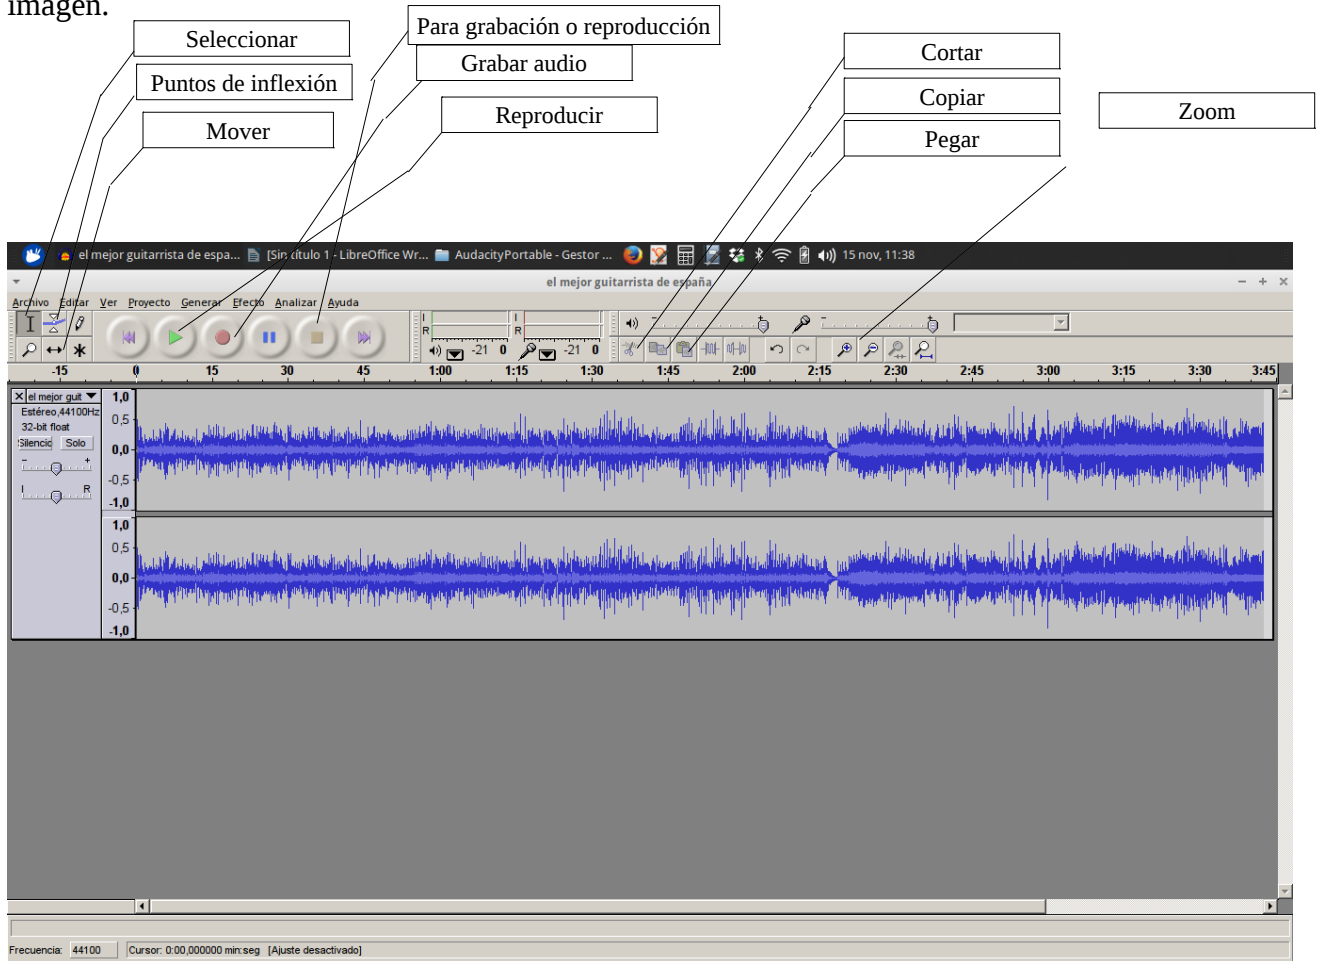 imagen.
Seleccionar
Para grabación o reproducción
Cortar
Puntos de inflexión
Grabar audio
Copiar
Zoom
Mover
Reproducir
Pegar
el mejor guitarrista de espa... [Sin título 1 - LibreOffice Wr... AudacityPortable - Gestor ... 15 nov, 11:38
el mejor guitarrista de españa
Archivo Editar Ver Proyecto Generar Efecto Analizar Ayuda
I R I R
-21 0 -21 0
-15 0 15 30 45 1:00 1:15 1:30 1:45 2:00 2:15 2:30 2:45 3:00 3:15 3:30 3:45
el mejor guit
Estéreo,44100Hz
32-bit float
Silencic Solo
- +
I R
1,0
0,5
0,0
-0,5
-1,0
1,0
0,5
0,0
-0,5
-1,0
Frecuencia: 44100 Cursor: 0:00,000000 min:seg [Ajuste desactivado]